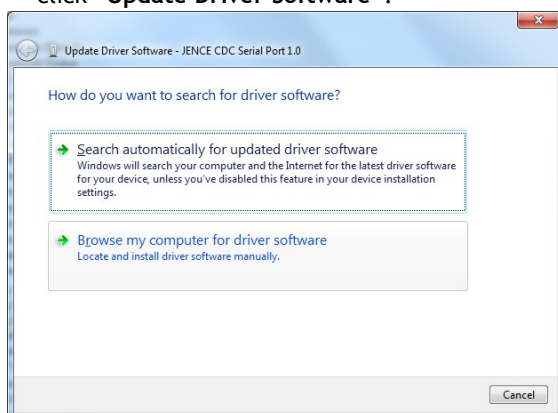 click "Update Driver Software".
Update Driver Software - JENCE CDC Serial Port 1.0
How do you want to search for driver software?
Search automatically for updated driver software
Windows will search your computer and the Internet for the latest driver software
for your device, unless you've disabled this feature in your device installation
settings.
Browse my computer for driver software
Locate and install driver software manually.
Cancel